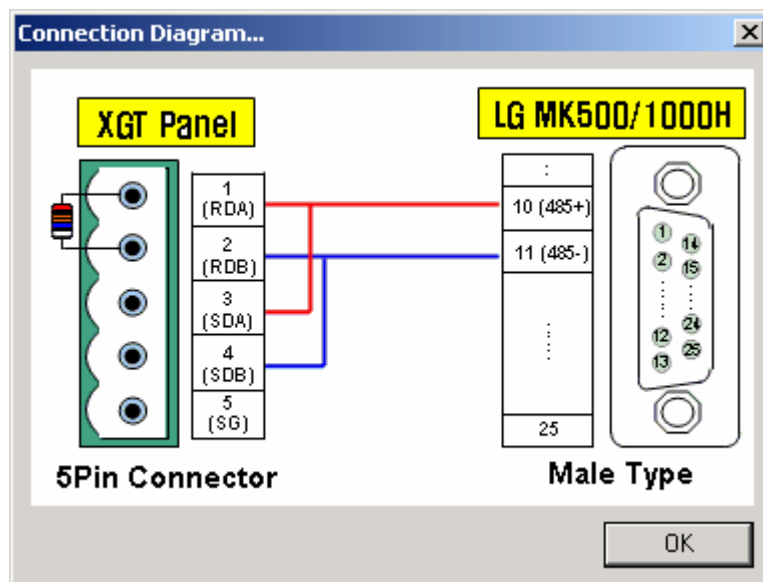 Connection Diagram...
XGT Panel
LG MK500/1000H
1
(RDA)
2
(RDB)
3
(SDA)
4
(SDB)
5
(SG)
:
10 (485+)
11 (485-)
⋮
25
1
14
2
15
⋮
⋮
12
24
13
25
5Pin Connector
Male Type
OK